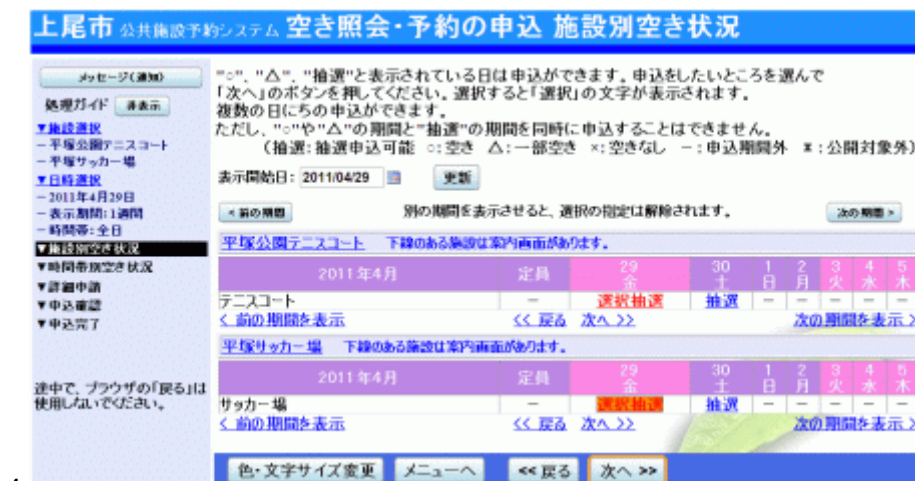 上尾市 公共施設予約システム 空き照会・予約の申込 施設別空き状況
メッセージ(通知)
処理ガイド 非表示
▼施設選択
－平塚公園テニスコート
－平塚サッカー場
▼日時選択
－2011年4月29日
－表示期間:1週間
－時間帯:全日
▼施設別空き状況
▼時間帯別空き状況
▼詳細申請
▼申込確認
▼申込完了
途中で、ブラウザの「戻る」は
使用しないでください。
"○"、"△"、"抽選"と表示されている日は申込ができます。申込をしたいところを選んで
「次へ」のボタンを押してください。選択すると「選択」の文字が表示されます。
複数の日にちの申込ができます。
ただし、"○"や"△"の期間と"抽選"の期間を同時に申込することはできません。
(抽選:抽選申込可能 ○:空き △:一部空き ×:空きなし －:申込期間外 ＊:公開対象外)
表示開始日: 2011/04/29 更新
< 前の期間 別の期間を表示させると、選択の指定は解除されます。 次の期間 >
平塚公園テニスコート 下線のある施設は案内画面があります。
2011年4月 定員 29 金 30 土 1 日 2 月 3 火 4 水 5 木
テニスコート － 選択抽選 抽選 － － － － －
< 前の期間を表示 << 戻る 次へ >> 次の期間を表示 >
平塚サッカー場 下線のある施設は案内画面があります。
2011年4月 定員 29 金 30 土 1 日 2 月 3 火 4 水 5 木
サッカー場 － 選択抽選 抽選 － － － － －
< 前の期間を表示 << 戻る 次へ >> 次の期間を表示 >
色・文字サイズ変更 メニューへ << 戻る 次へ >>